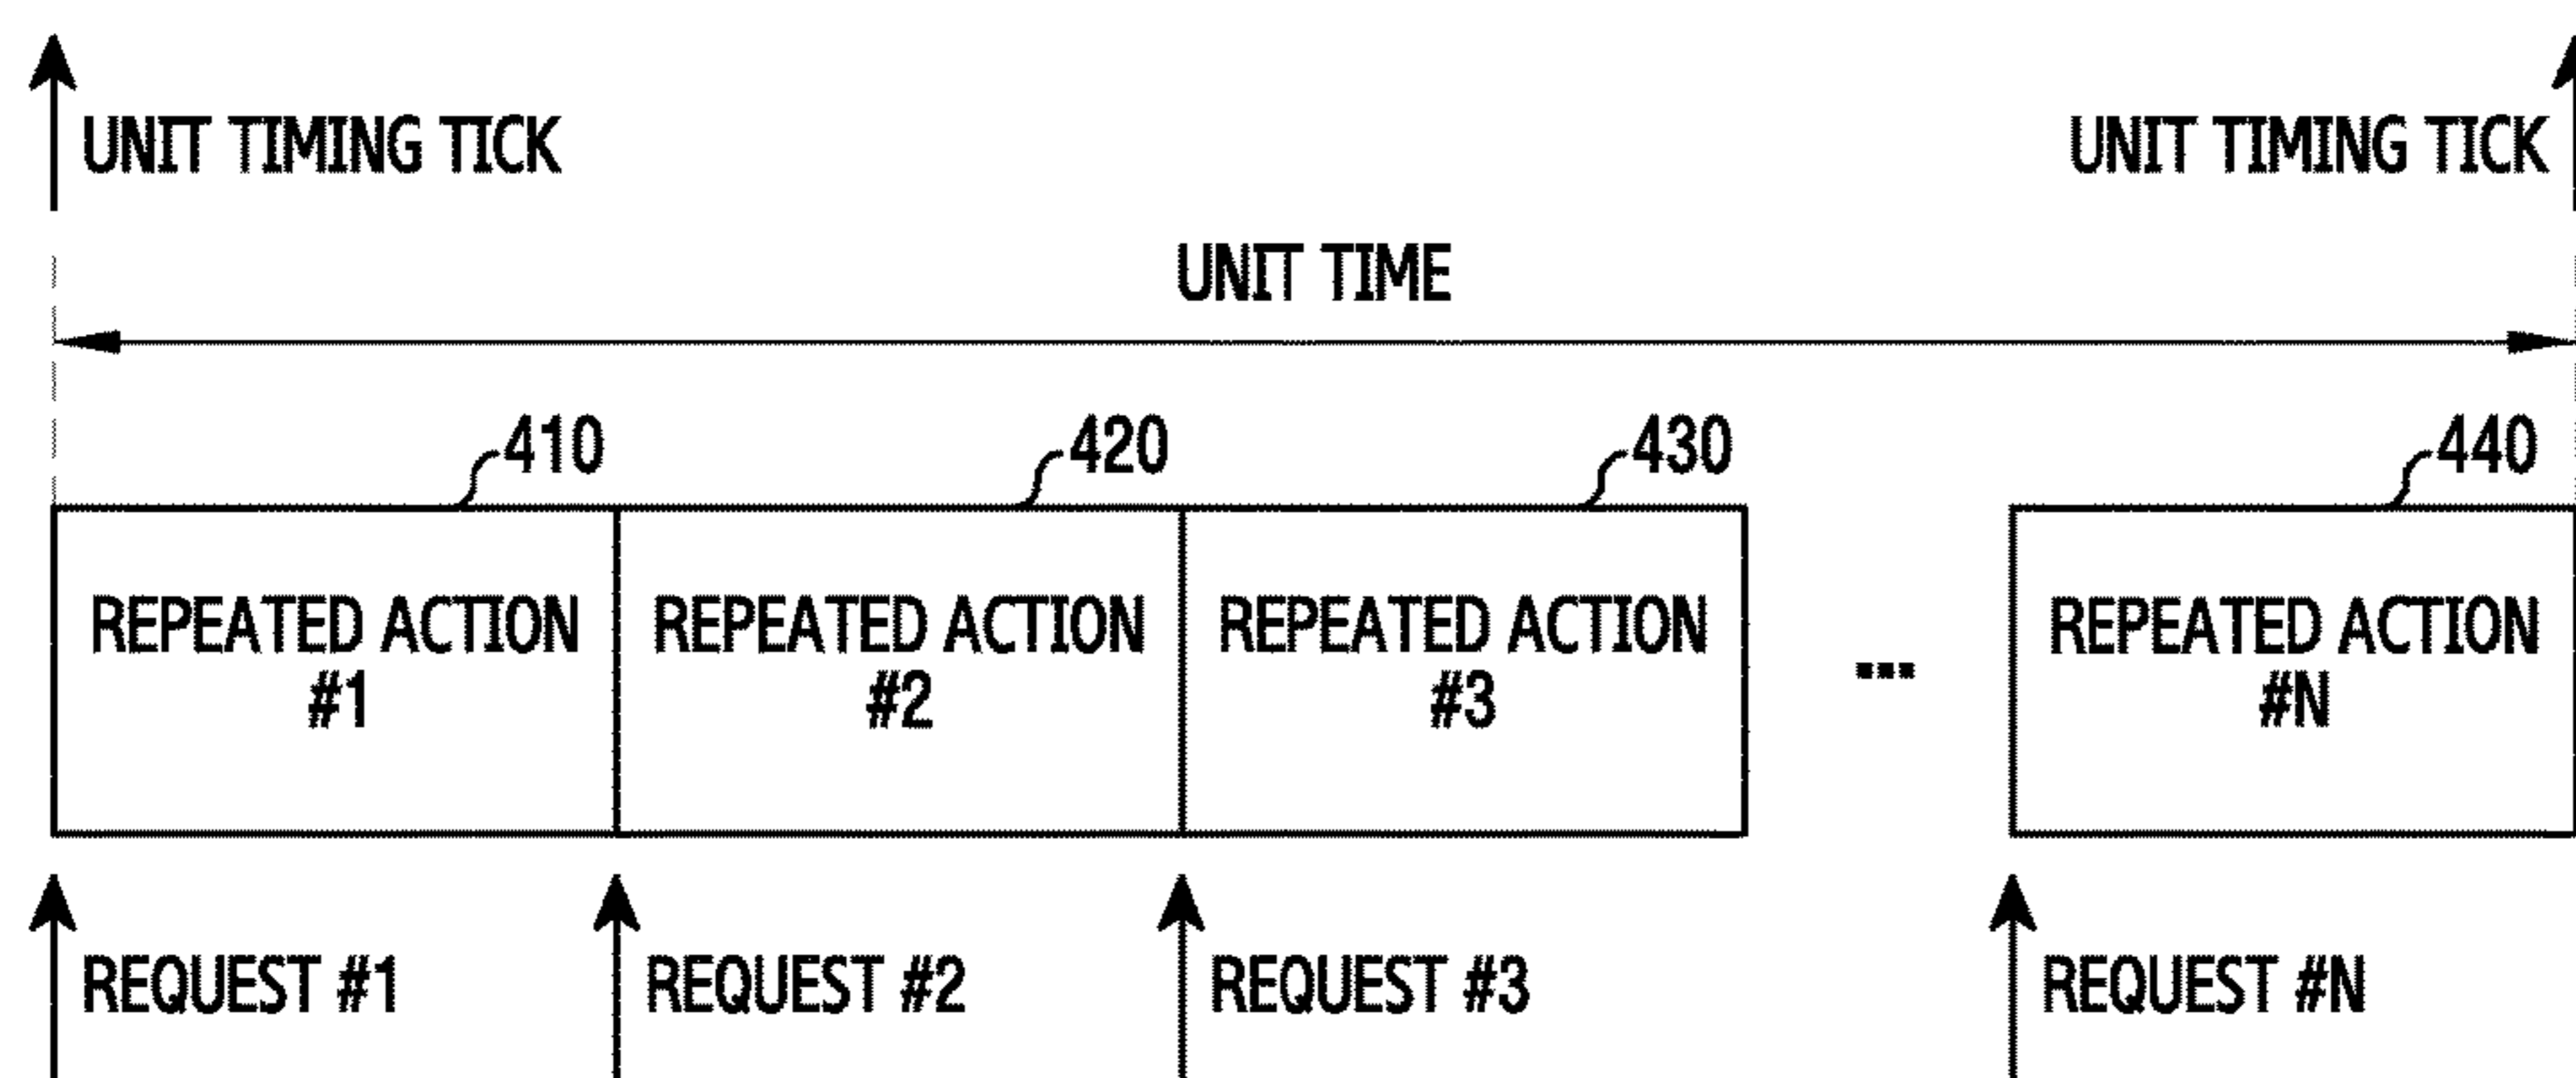 UNIT TIMING TICK UNIT TIMING TICK
UNIT TIME
410 420 430 440
REPEATED ACTION REPEATED ACTION REPEATED ACTION REPEATED ACTION
#1 #2 #3 ... #N
REQUEST #1 REQUEST #2 REQUEST #3 REQUEST #N